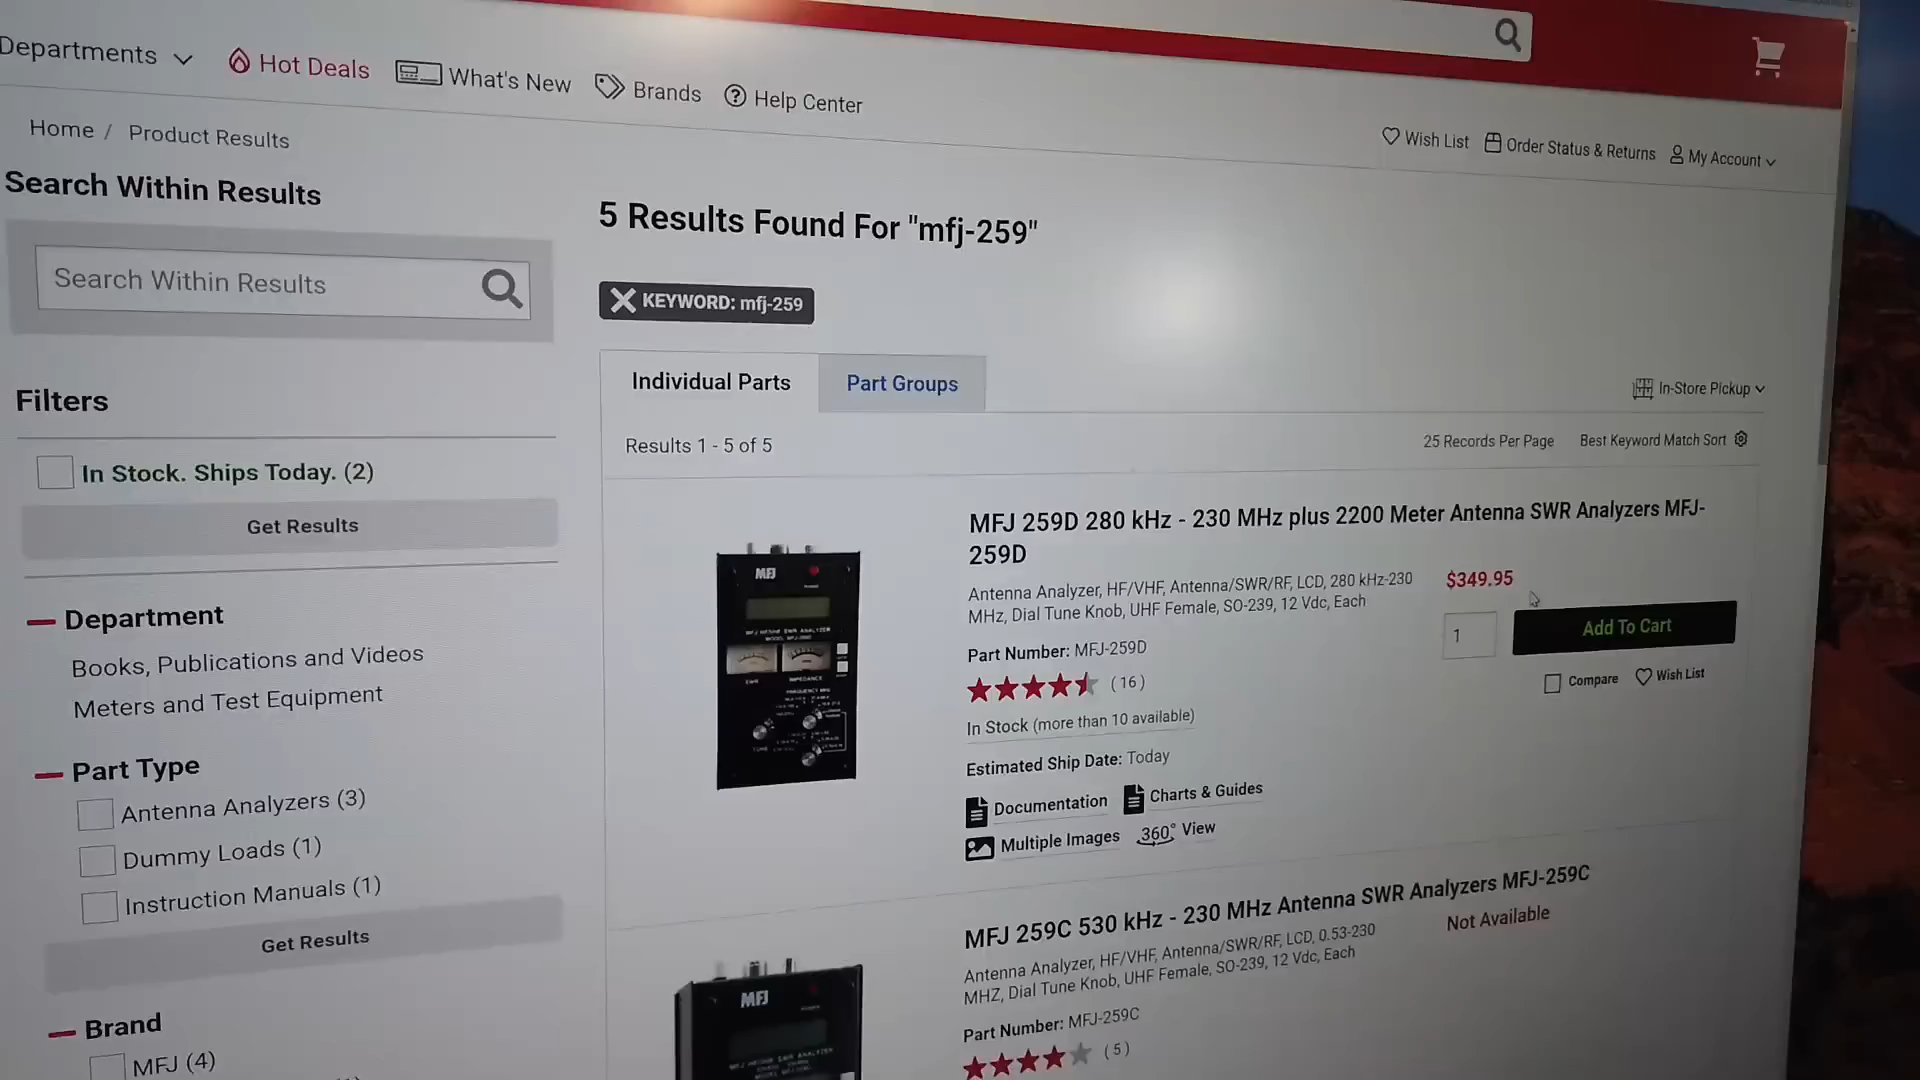 Departments
Hot Deals
What's New
Brands
Help Center
Home / Product Results
Wish List
Order Status & Returns
My Account
Search Within Results
Search Within Results
5 Results Found For "mfj-259"
KEYWORD: mfj-259
Individual Parts
Part Groups
In-Store Pickup
Results 1 - 5 of 5
25 Records Per Page
Best Keyword Match Sort
Filters
In Stock. Ships Today. (2)
Get Results
Department
Books, Publications and Videos
Meters and Test Equipment
Part Type
Antenna Analyzers (3)
Dummy Loads (1)
Instruction Manuals (1)
Get Results
Brand
MFJ (4)
MFJ
MFJ 259D 280 kHz - 230 MHz plus 2200 Meter Antenna SWR Analyzers MFJ-
259D
Antenna Analyzer, HF/VHF, Antenna/SWR/RF, LCD, 280 kHz-230
MHz, Dial Tune Knob, UHF Female, SO-239, 12 Vdc, Each
$349.95
1
Add To Cart
Compare
Wish List
Part Number: MFJ-259D
(16)
In Stock (more than 10 available)
Estimated Ship Date: Today
Documentation
Charts & Guides
Multiple Images
360° View
MFJ
MFJ 259C 530 kHz - 230 MHz Antenna SWR Analyzers MFJ-259C
Antenna Analyzer, HF/VHF, Antenna/SWR/RF, LCD, 0.53-230
MHZ, Dial Tune Knob, UHF Female, SO-239, 12 Vdc, Each
Not Available
Part Number: MFJ-259C
(5)